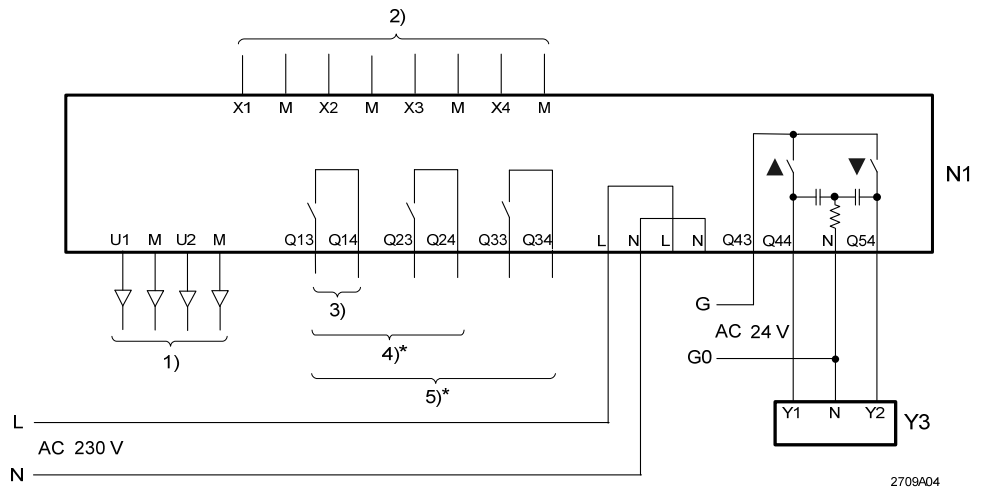 2)
X1 M X2 M X3 M X4 M
N1
U1 M U2 M Q13 Q14 Q23 Q24 Q33 Q34 L N L N Q43 Q44 N Q54
3)
G
AC 24 V
1)
4)*
G0
5)*
Y1 N Y2
Y3
L
AC 230 V
N
2709A04